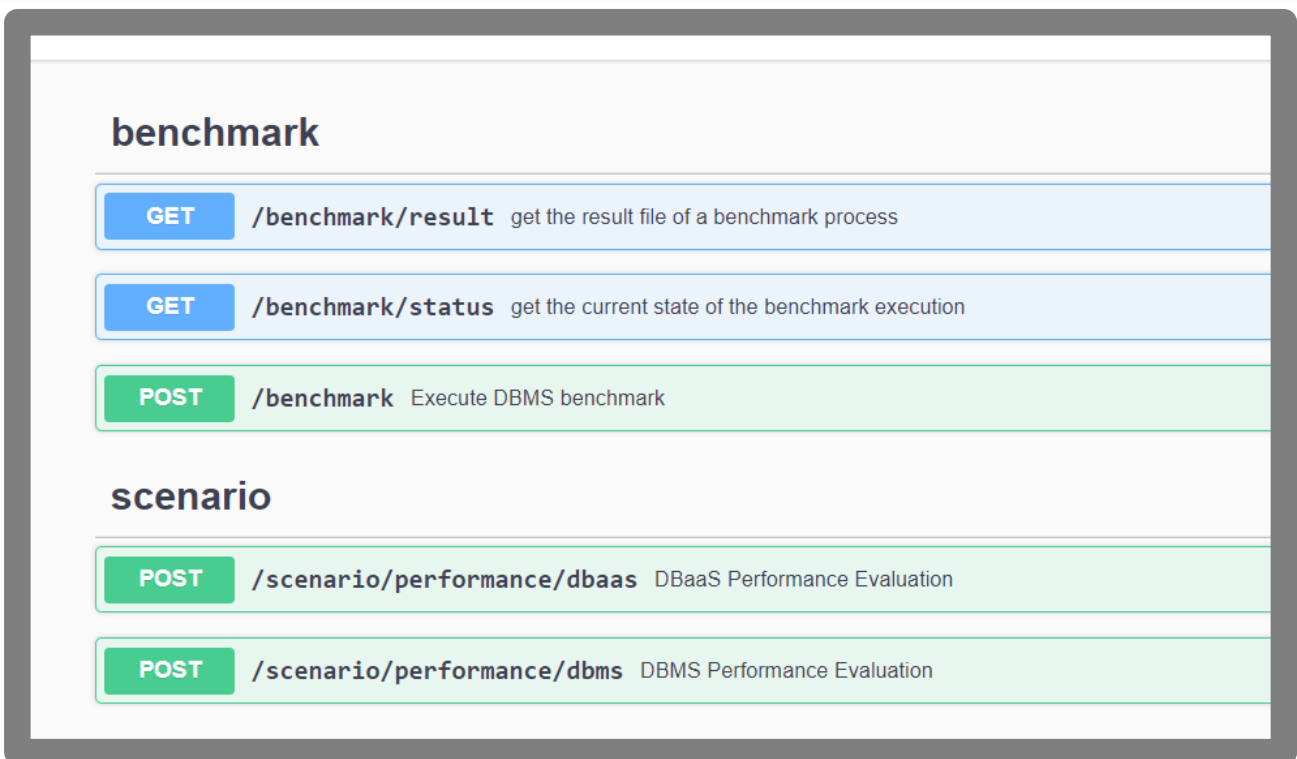 benchmark
GET /benchmark/result get the result file of a benchmark process
GET /benchmark/status get the current state of the benchmark execution
POST /benchmark Execute DBMS benchmark
scenario
POST /scenario/performance/dbaas DBaaS Performance Evaluation
POST /scenario/performance/dbms DBMS Performance Evaluation